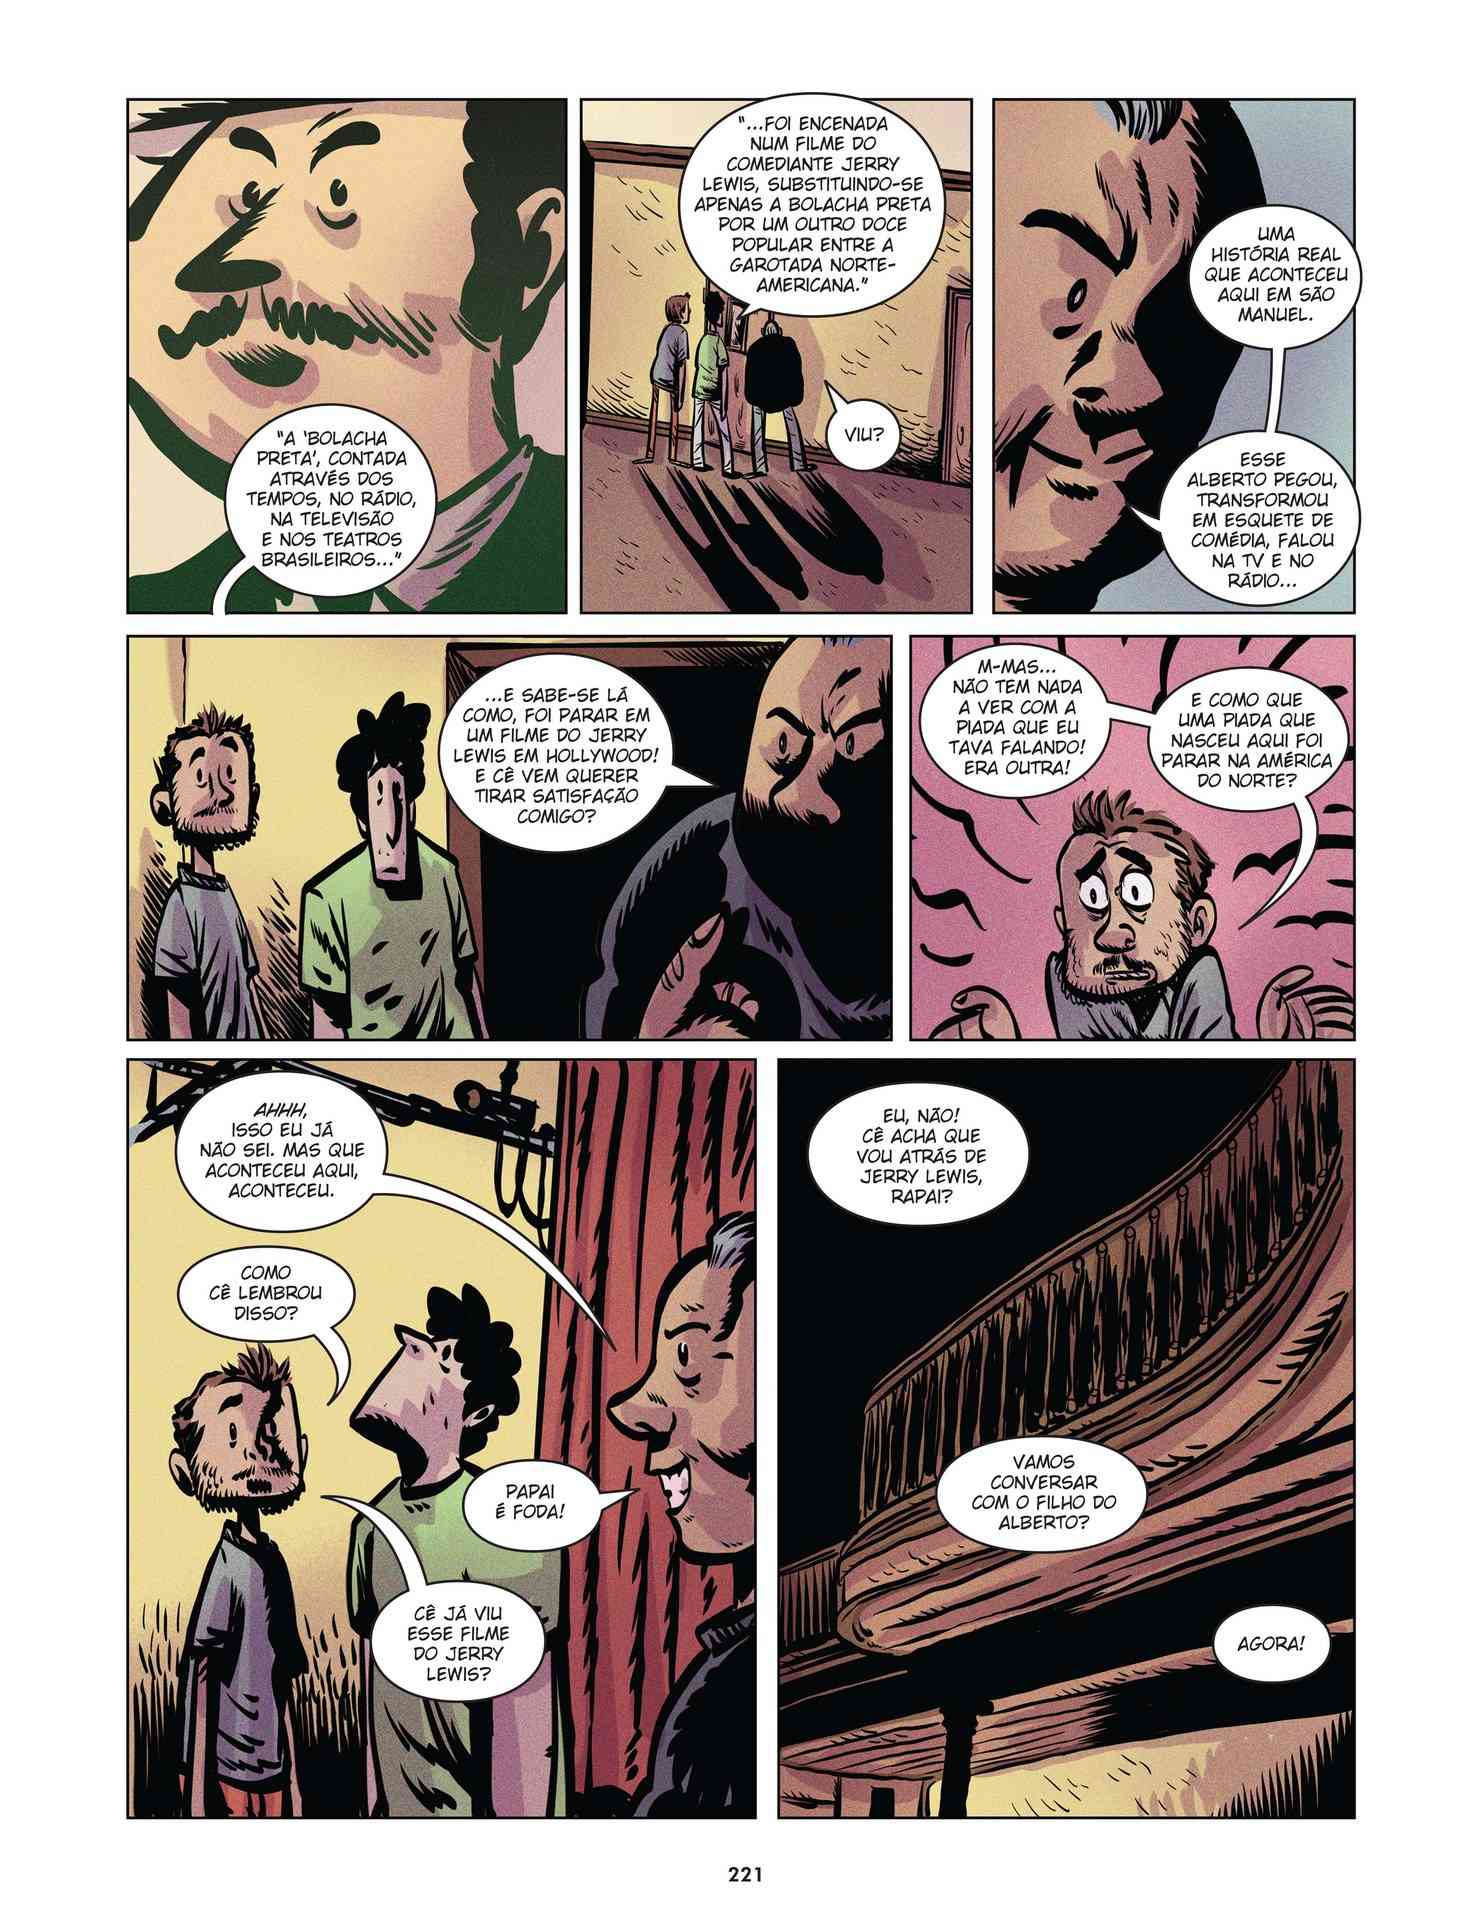 "A 'BOLACHA
PRETA', CONTADA
ATRAVÉS DOS
TEMPOS, NO RÁDIO,
NA TELEVISÃO
E NOS TEATROS
BRASILEIROS..."
"...FOI ENCENADA
NUM FILME DO
COMEDIANTE JERRY
LEWIS, SUBSTITUINDO-SE
APENAS A BOLACHA PRETA
POR UM OUTRO DOCE
POPULAR ENTRE A
GAROTADA NORTE-
AMERICANA."
VIU?
UMA
HISTÓRIA REAL
QUE ACONTECEU
AQUI EM SÃO
MANUEL.
ESSE
ALBERTO PEGOU,
TRANSFORMOU
EM ESQUETE DE
COMÉDIA, FALOU
NA TV E NO
RÁDIO...
...E SABE-SE LÁ
COMO, FOI PARAR EM
UM FILME DO JERRY
LEWIS EM HOLLYWOOD!
E CÊ VEM QUERER
TIRAR SATISFAÇÃO
COMIGO?
M-MAS...
NÃO TEM NADA
A VER COM A
PIADA QUE EU
TAVA FALANDO!
ERA OUTRA!
E COMO QUE
UMA PIADA QUE
NASCEU AQUI FOI
PARAR NA AMÉRICA
DO NORTE?
AHHH,
ISSO EU JÁ
NÃO SEI. MAS QUE
ACONTECEU AQUI,
ACONTECEU.
COMO
CÊ LEMBROU
DISSO?
PAPAI
É FODA!
CÊ JÁ VIU
ESSE FILME
DO JERRY
LEWIS?
EU, NÃO!
CÊ ACHA QUE
VOU ATRÁS DE
JERRY LEWIS,
RAPAI?
VAMOS
CONVERSAR
COM O FILHO DO
ALBERTO?
AGORA!
221